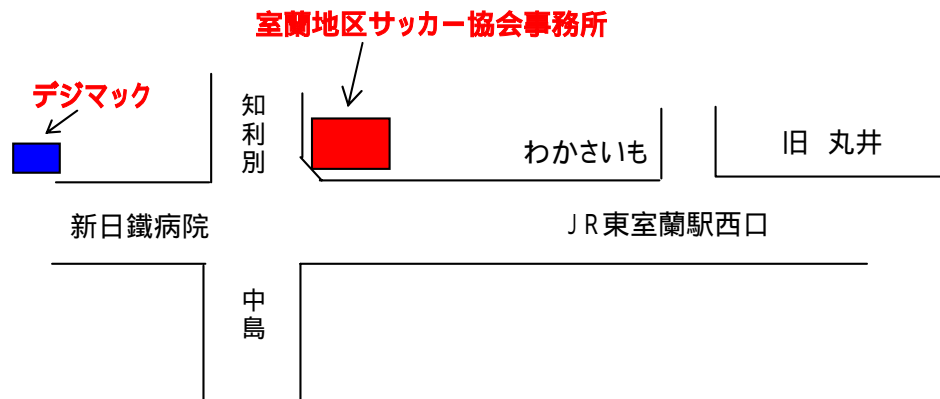 室蘭地区サッカー協会事務所
デジマック
知利別
わかさいも
旧 丸井
新日鐵病院
JR東室蘭駅西口
中島